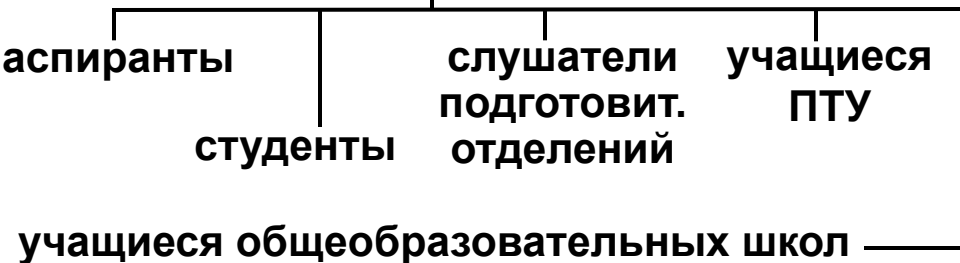 аспиранты
студенты
слушатели
подготовит.
отделений
учащиеся
ПТУ
учащиеся общеобразовательных школ